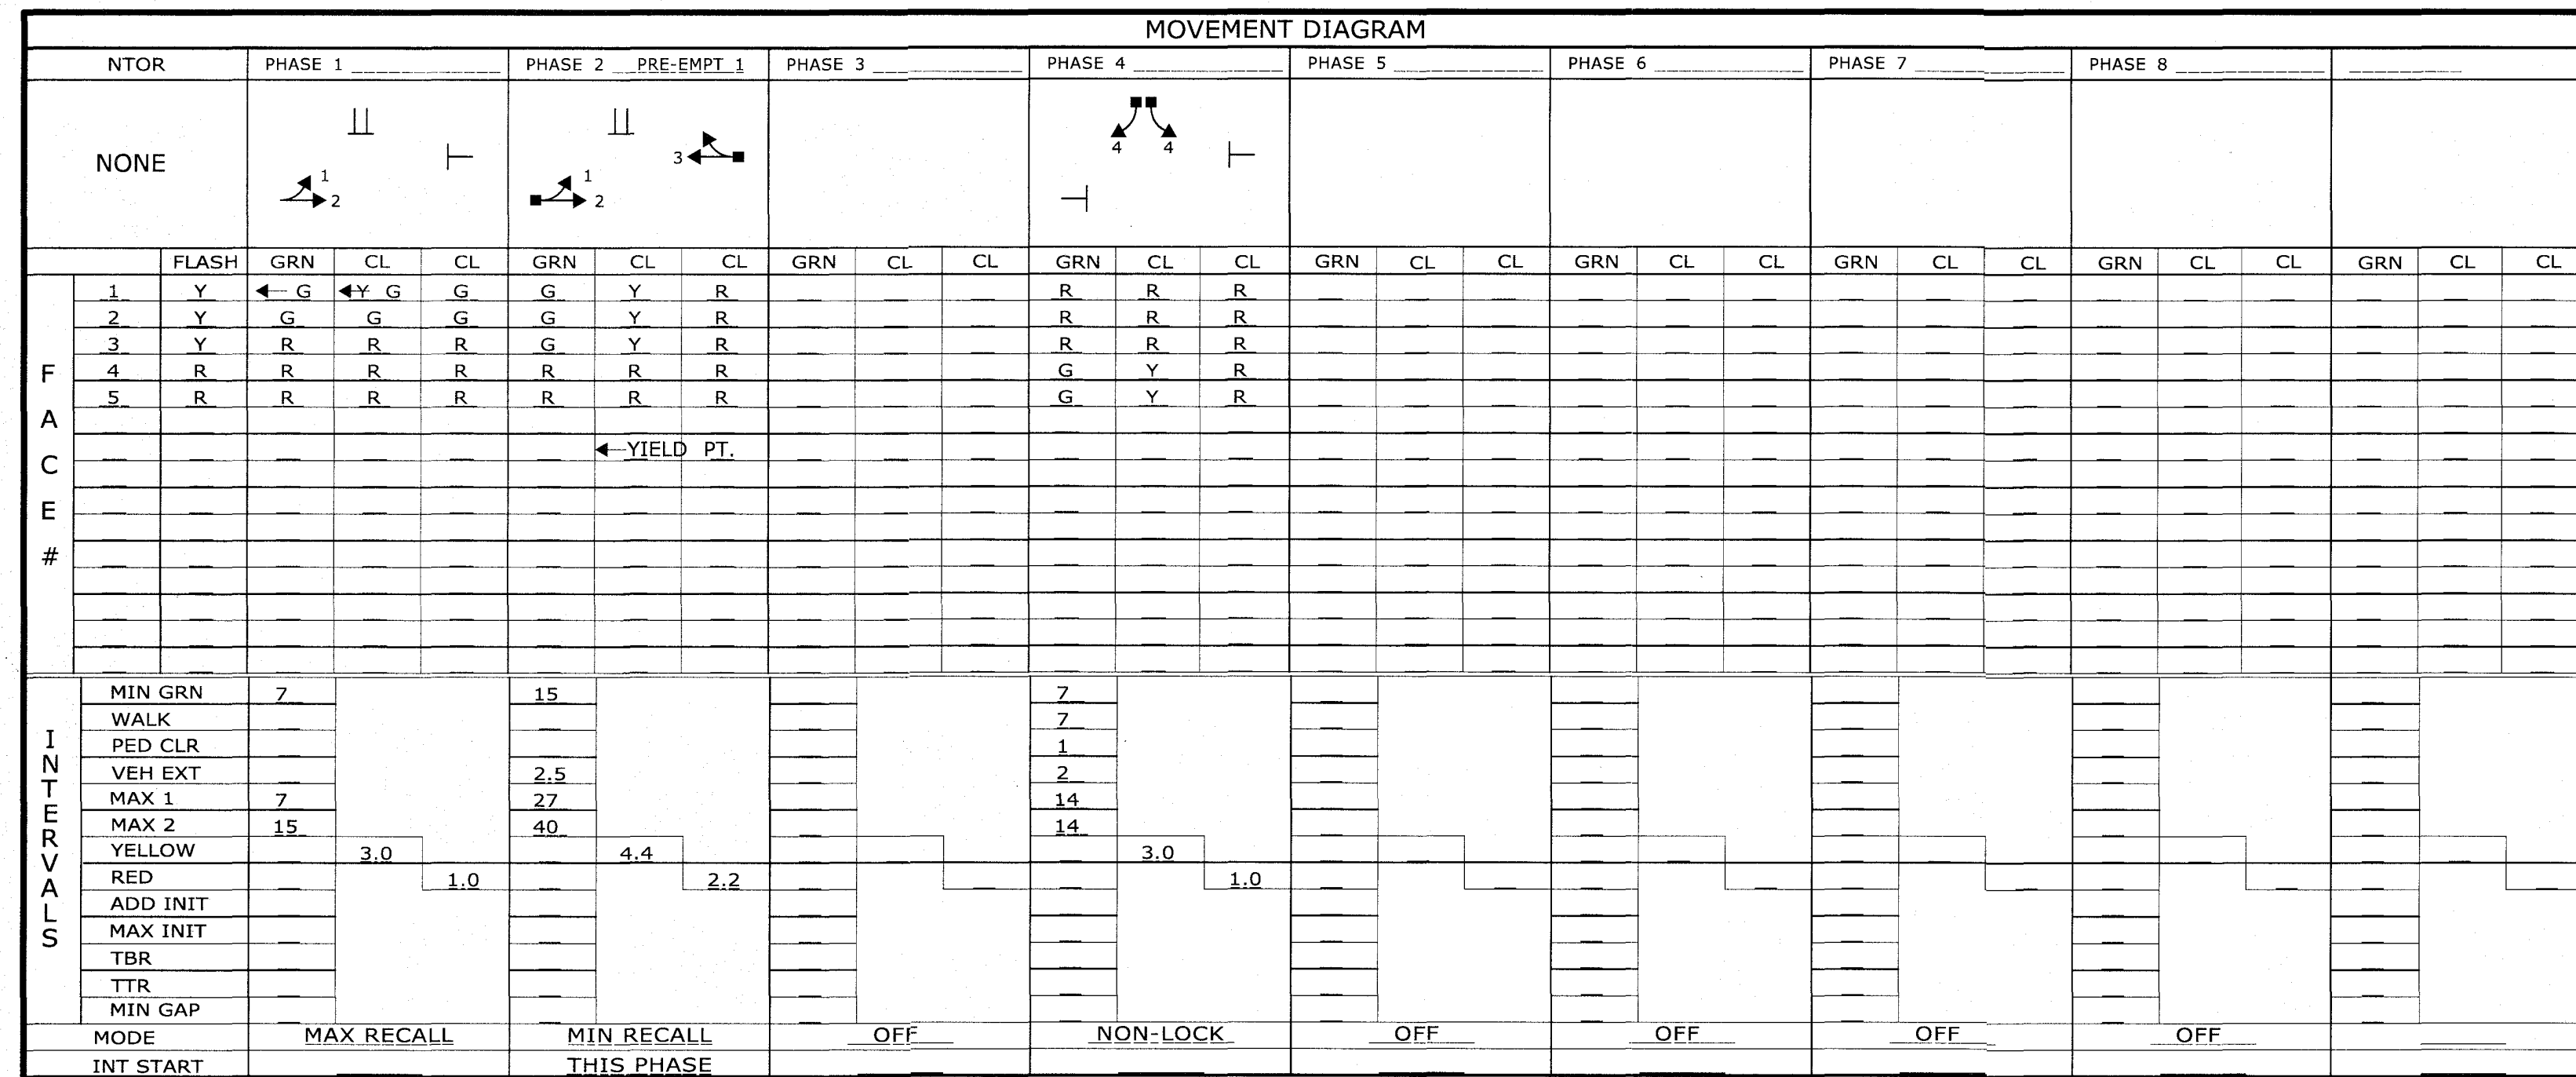 MOVEMENT DIAGRAM
NTOR PHASE 1 PHASE 2 PRE-EMPT 1 PHASE 3 PHASE 4 PHASE 5 PHASE 6 PHASE 7 PHASE 8
NONE
1
2
3
1
2
4 4
FLASH GRN CL CL GRN CL CL GRN CL CL GRN CL CL GRN CL CL GRN CL CL GRN CL CL GRN CL CL GRN CL CL
FACE #
1 Y ← G ←Y G G G Y R R R R
2 Y G G G G Y R R R R
3 Y R R R G Y R R R R
4 R R R R R R R G Y R
5 R R R R R R R G Y R
←YIELD PT.
INTERVALS
MIN GRN 7 15 7
WALK 7
PED CLR 1
VEH EXT 2.5 2
MAX 1 7 27 14
MAX 2 15 40 14
YELLOW 3.0 4.4 3.0
RED 1.0 2.2 1.0
ADD INIT
MAX INIT
TBR
TTR
MIN GAP
MODE MAX RECALL MIN RECALL OFF NON-LOCK OFF OFF OFF OFF
INT START THIS PHASE